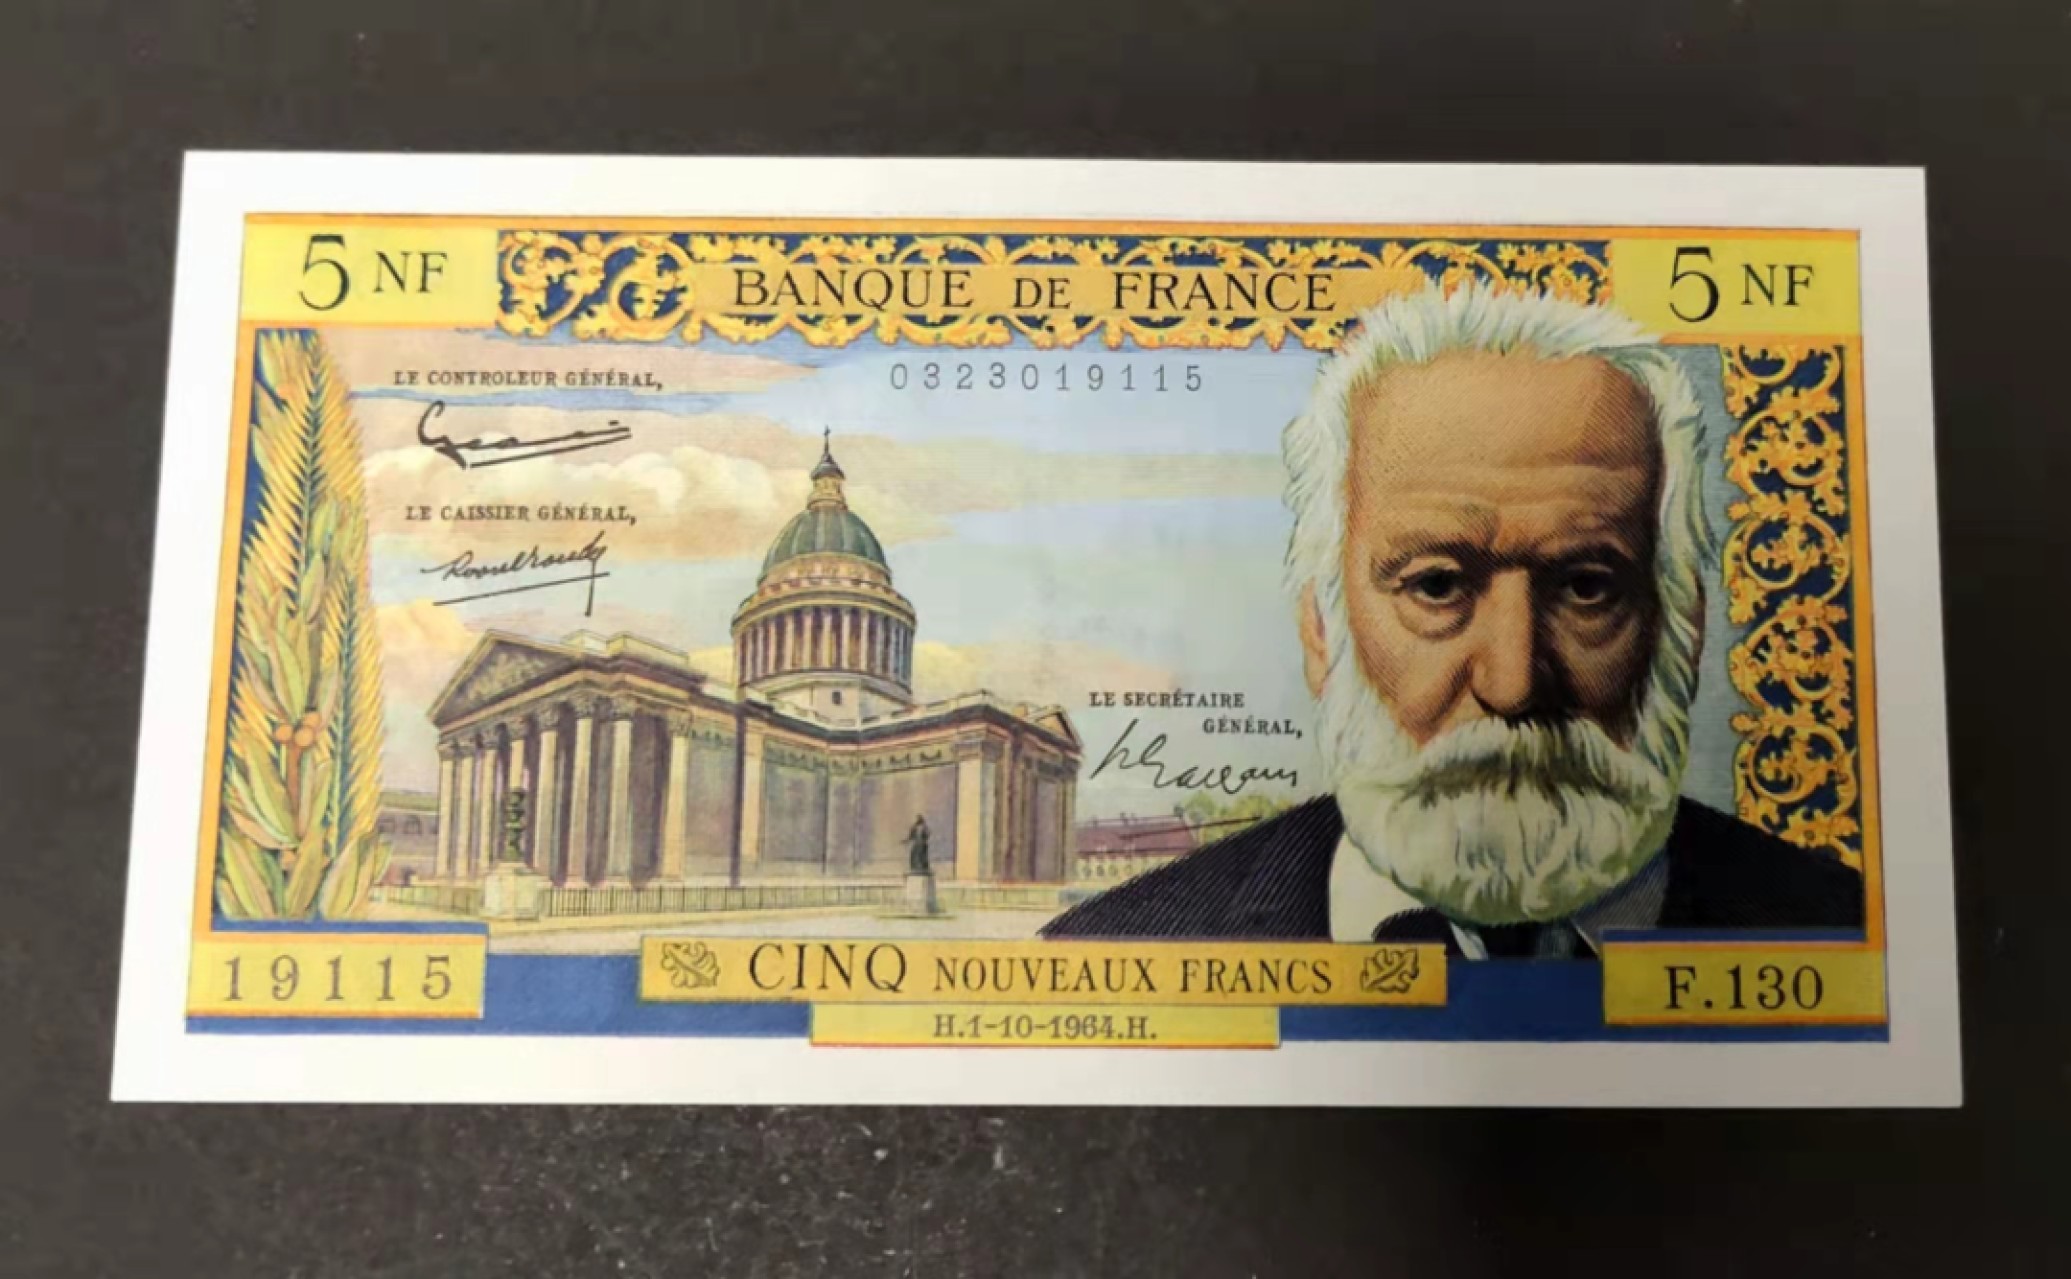 5 NF
BANQUE DE FRANCE
5 NF
LE CONTROLEUR GÉNÉRAL,
0323019115
LE CAISSIER GÉNÉRAL,
LE SECRÉTAIRE
GÉNÉRAL,
19115
CINQ NOUVEAUX FRANCS
F.130
H.1-10-1964.H.